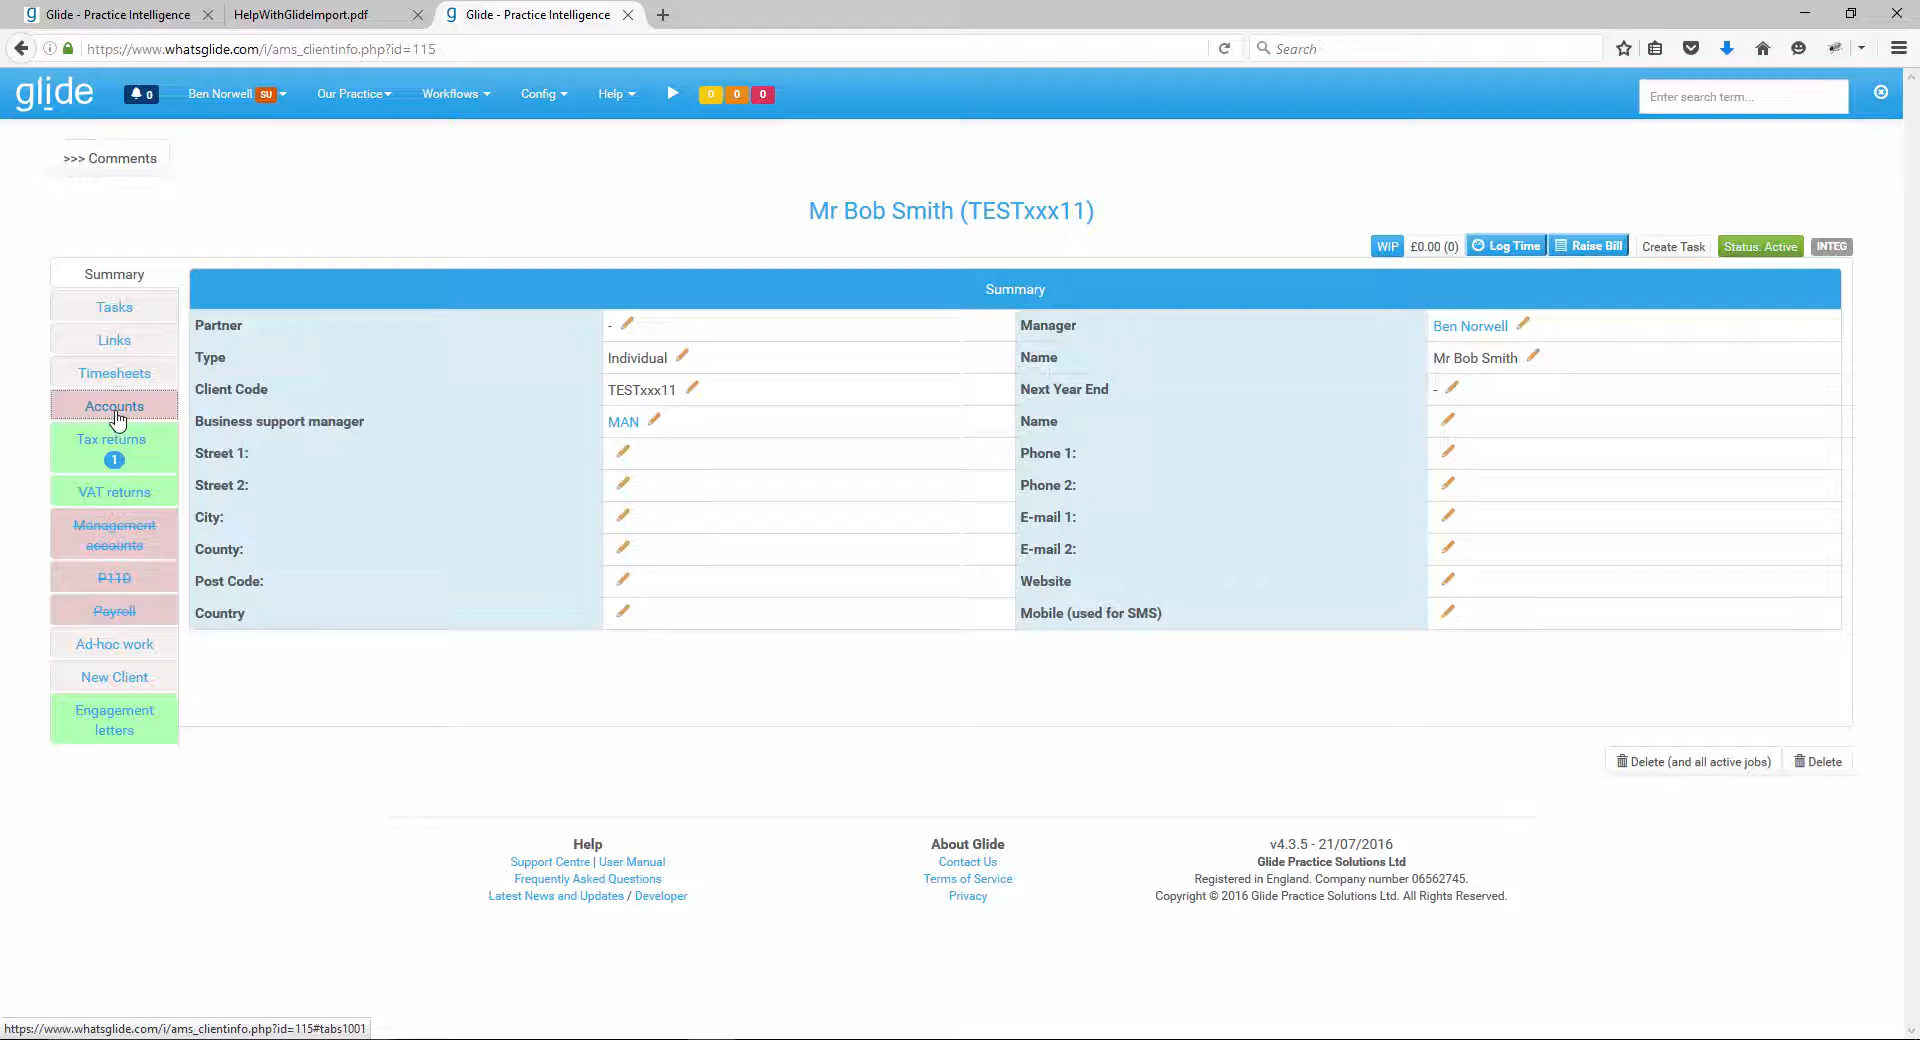 Glide - Practice Intelligence
HelpWithGlideImport.pdf
Glide - Practice Intelligence
https://www.whatsglide.com/i/ams_clientinfo.php?id=115
Search
glide
0
Ben Norwell SU
Our Practice
Workflows
Config
Help
0 0 0
Enter search term...
>>> Comments
Mr Bob Smith (TESTxxx11)
WIP £0.00 (0) Log Time Raise Bill Create Task Status: Active INTEG
Summary
Tasks
Links
Timesheets
Accounts
Tax returns
1
VAT returns
Management
accounts
P11D
Payroll
Ad-hoc work
New Client
Engagement
letters
Summary
Partner - Manager Ben Norwell
Type Individual Name Mr Bob Smith
Client Code TESTxxx11 Next Year End -
Business support manager MAN Name
Street 1: Phone 1:
Street 2: Phone 2:
City: E-mail 1:
County: E-mail 2:
Post Code: Website
Country Mobile (used for SMS)
Delete (and all active jobs) Delete
Help
Support Centre | User Manual
Frequently Asked Questions
Latest News and Updates / Developer
About Glide
Contact Us
Terms of Service
Privacy
v4.3.5 - 21/07/2016
Glide Practice Solutions Ltd
Registered in England. Company number 06562745.
Copyright © 2016 Glide Practice Solutions Ltd. All Rights Reserved.
https://www.whatsglide.com/i/ams_clientinfo.php?id=115#tabs1001